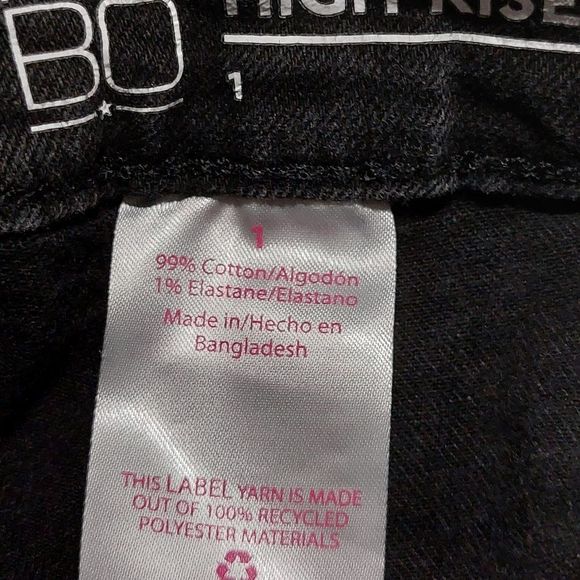 BO
HIGH RISE
1
1
99% Cotton/Algodón
1% Elastane/Elastano
Made in/Hecho en
Bangladesh
THIS LABEL YARN IS MADE
OUT OF 100% RECYCLED
POLYESTER MATERIALS